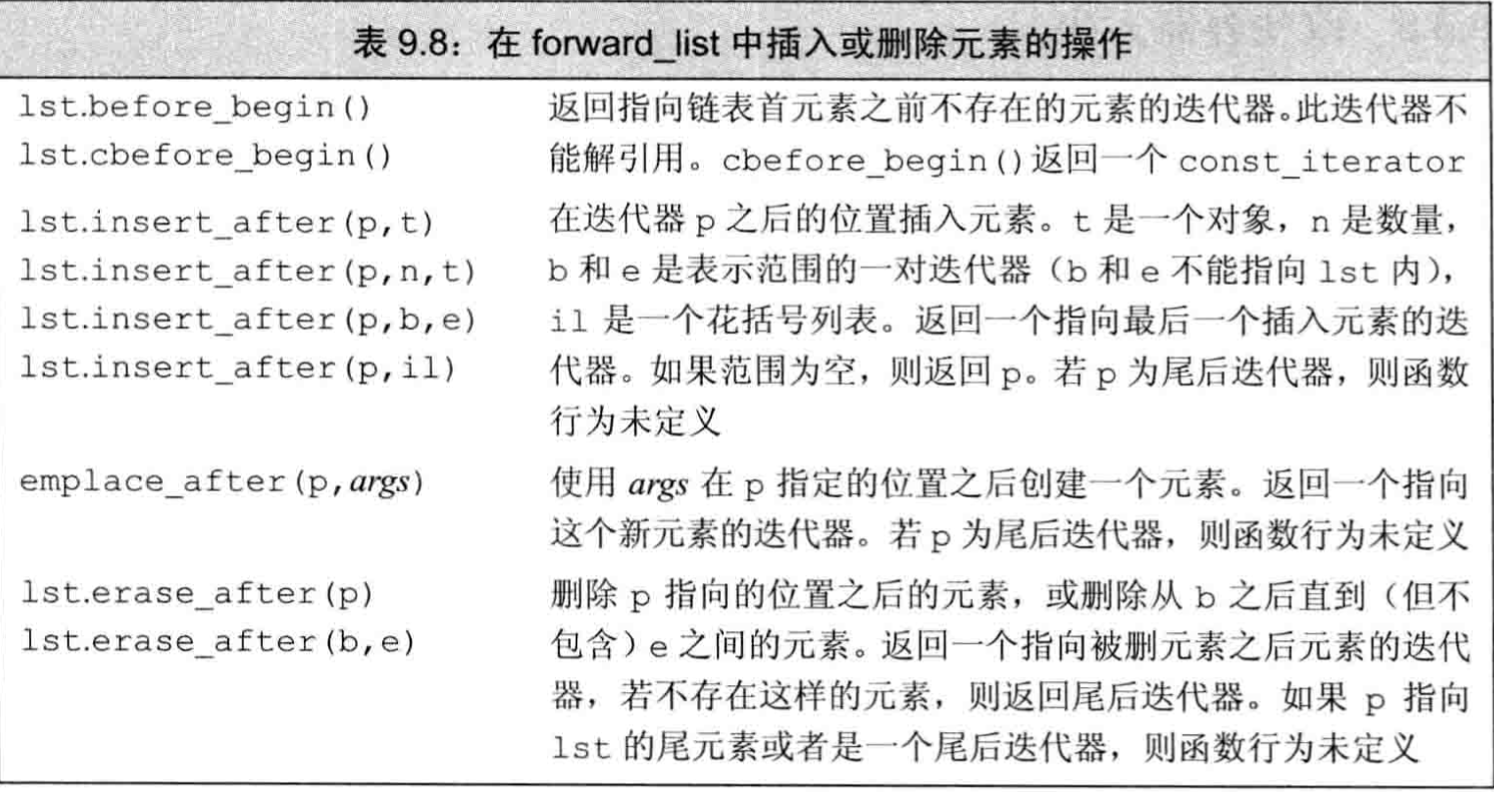 表 9.8：在 forward_list 中插入或删除元素的操作
lst.before_begin() 返回指向链表首元素之前不存在的元素的迭代器。此迭代器不
lst.cbefore_begin() 能解引用。cbefore_begin()返回一个 const_iterator
lst.insert_after(p,t) 在迭代器 p 之后的位置插入元素。t 是一个对象，n 是数量，
lst.insert_after(p,n,t) b 和 e 是表示范围的一对迭代器（b 和 e 不能指向 lst 内），
lst.insert_after(p,b,e) il 是一个花括号列表。返回一个指向最后一个插入元素的迭
lst.insert_after(p,il) 代器。如果范围为空，则返回 p。若 p 为尾后迭代器，则函数
行为未定义
emplace_after(p,args) 使用 args 在 p 指定的位置之后创建一个元素。返回一个指向
这个新元素的迭代器。若 p 为尾后迭代器，则函数行为未定义
lst.erase_after(p) 删除 p 指向的位置之后的元素，或删除从 b 之后直到（但不
lst.erase_after(b,e) 包含）e 之间的元素。返回一个指向被删元素之后元素的迭代
器，若不存在这样的元素，则返回尾后迭代器。如果 p 指向
lst 的尾元素或者是一个尾后迭代器，则函数行为未定义